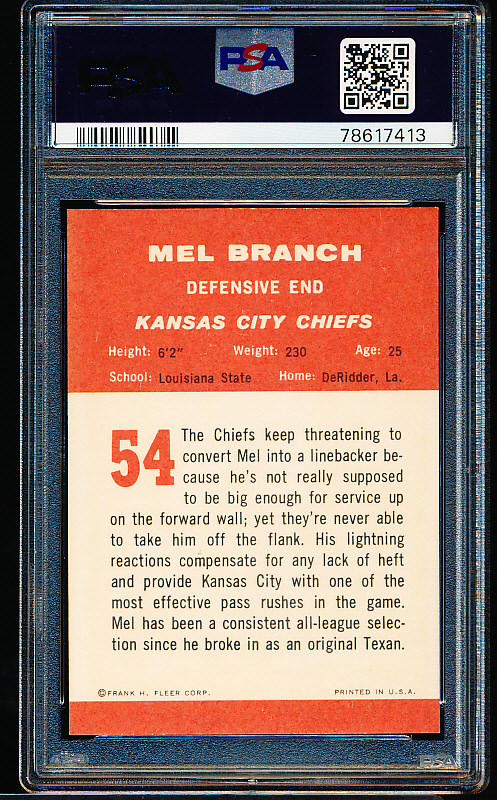 PSA
78617413
MEL BRANCH
DEFENSIVE END
KANSAS CITY CHIEFS
Height: 6'2" Weight: 230 Age: 25
School: Louisiana State Home: DeRidder, La.
54
The Chiefs keep threatening to
convert Mel into a linebacker be-
cause he's not really supposed
to be big enough for service up
on the forward wall; yet they're never able
to take him off the flank. His lightning
reactions compensate for any lack of heft
and provide Kansas City with one of the
most effective pass rushes in the game.
Mel has been a consistent all-league selec-
tion since he broke in as an original Texan.
©FRANK H. FLEER CORP. PRINTED IN U.S.A.
PSA